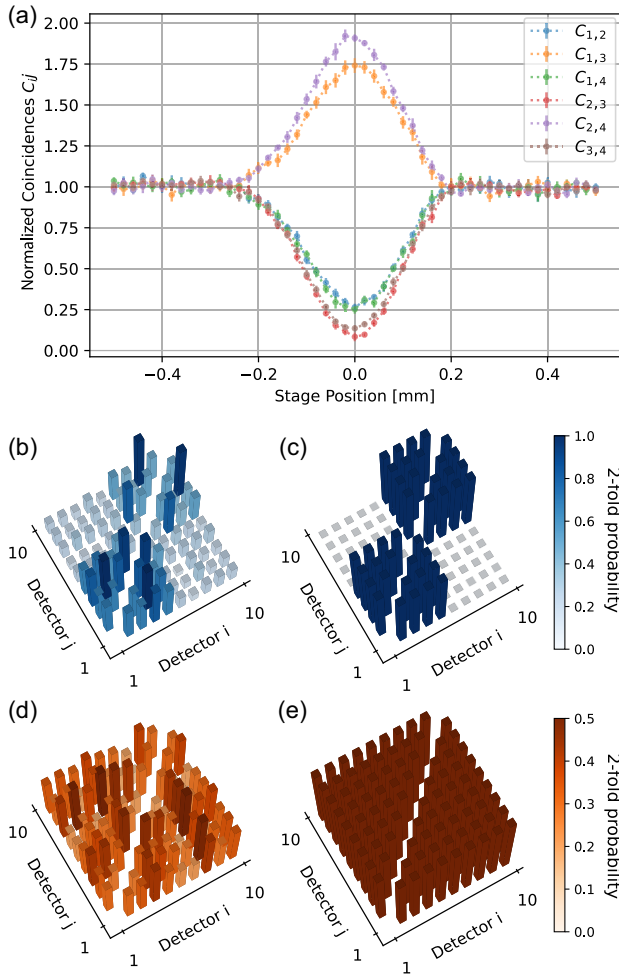 (a)
2.00
1.75
1.50
1.25
1.00
0.75
0.50
0.25
0.00
Normalized Coincidences Cij
C1,2
C1,3
C1,4
C2,3
C2,4
C3,4
−0.4
−0.2
0.0
0.2
0.4
Stage Position [mm]
(b)
10
Detector j
1
1
Detector i
10
(c)
10
Detector j
1
1
Detector i
10
1.0
0.8
0.6
0.4
0.2
0.0
2-fold probability
(d)
10
Detector j
1
1
Detector i
10
(e)
10
Detector j
1
1
Detector i
10
0.5
0.4
0.3
0.2
0.1
0.0
2-fold probability